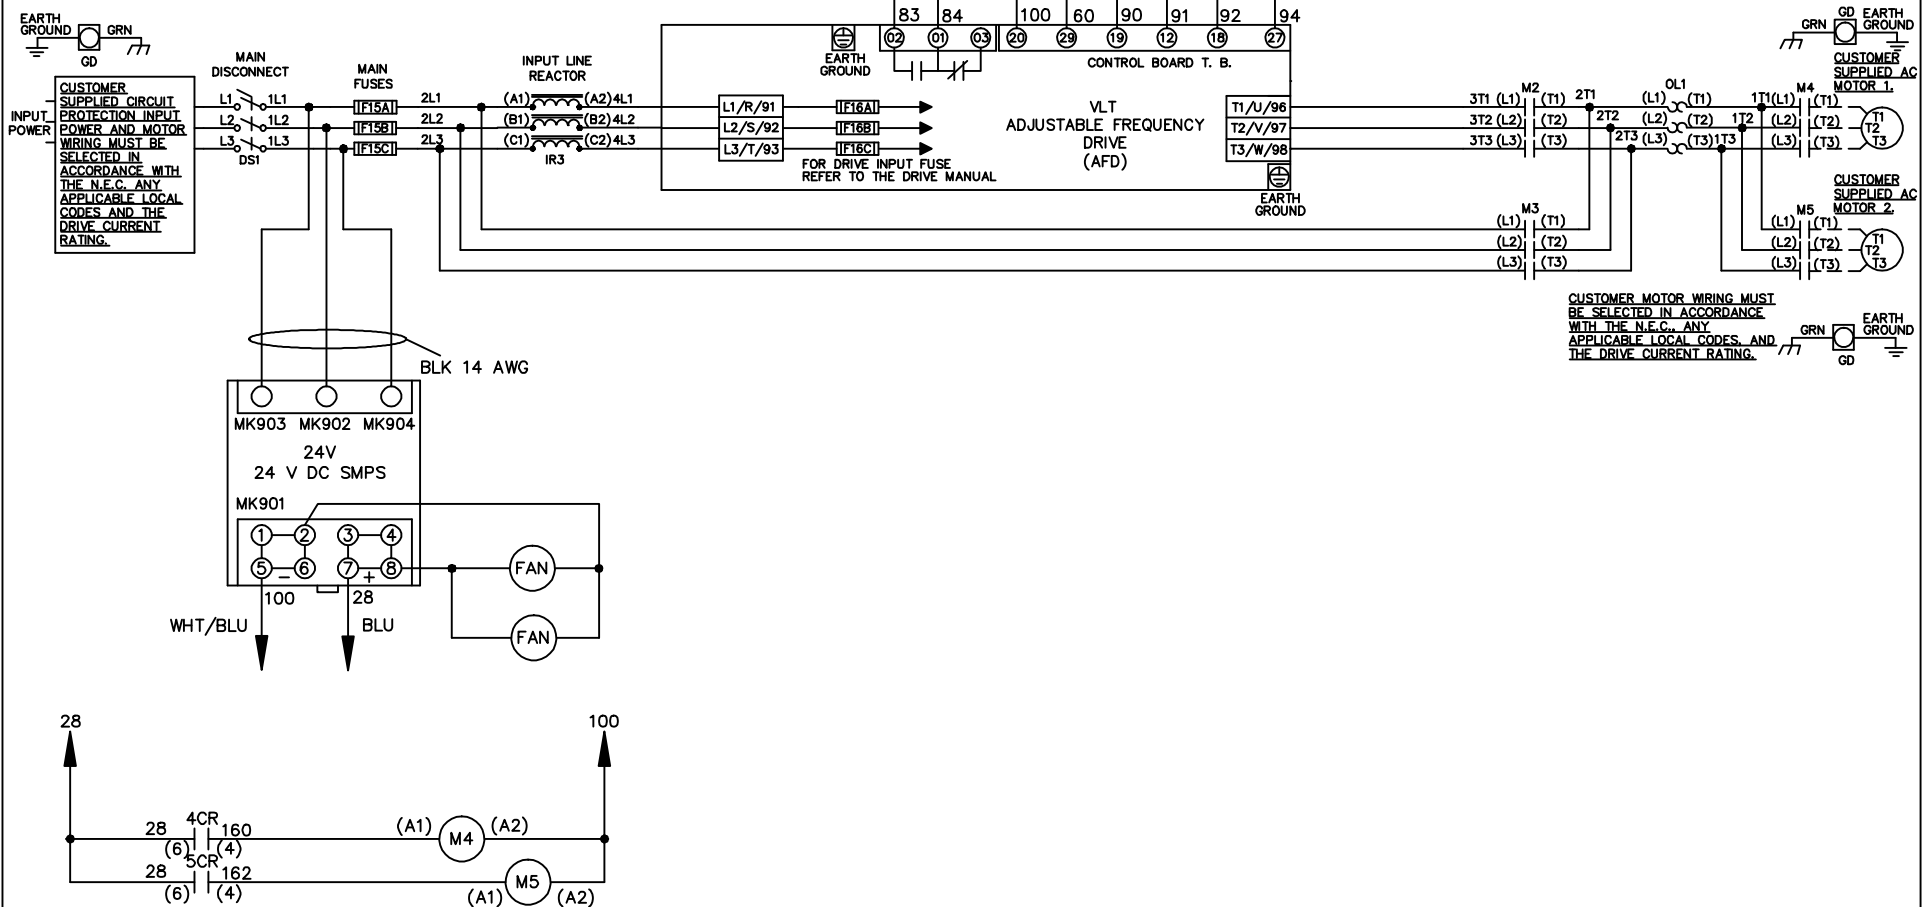 83 84 100 60 90 91 92 94
02 01 03 20 29 19 12 18 27
EARTH
GROUND
GRN
GD
EARTH
GROUND
CONTROL BOARD T. B.
GRN
GD
EARTH
GROUND
CUSTOMER
SUPPLIED CIRCUIT
PROTECTION INPUT
POWER AND MOTOR
WIRING MUST BE
SELECTED IN
ACCORDANCE WITH
THE N.E.C. ANY
APPLICABLE LOCAL
CODES AND THE
DRIVE CURRENT
RATING.
INPUT
POWER
MAIN
DISCONNECT
L1 1L1
L2 1L2
L3 1L3
DS1
MAIN
FUSES
F15A
F15B
F15C
2L1
2L2
2L3
INPUT LINE
REACTOR
(A1) (A2) 4L1
(B1) (B2) 4L2
(C1) (C2) 4L3
IR3
L1/R/91
L2/S/92
L3/T/93
F16A
F16B
F16C
FOR DRIVE INPUT FUSE
REFER TO THE DRIVE MANUAL
VLT
ADJUSTABLE FREQUENCY
DRIVE
(AFD)
T1/U/96
T2/V/97
T3/W/98
EARTH
GROUND
M2
3T1 (L1) (T1) 2T1
3T2 (L2) (T2) 2T2
3T3 (L3) (T3) 2T3
OL1
(L1) (T1) 1T1
(L2) (T2) 1T2
(L3) (T3) 1T3
M4
(L1) (T1)
(L2) (T2)
(L3) (T3)
CUSTOMER
SUPPLIED AC
MOTOR 1.
T1
T2
T3
M3
(L1) (T1)
(L2) (T2)
(L3) (T3)
M5
(L1) (T1)
(L2) (T2)
(L3) (T3)
CUSTOMER
SUPPLIED AC
MOTOR 2.
T1
T2
T3
CUSTOMER MOTOR WIRING MUST
BE SELECTED IN ACCORDANCE
WITH THE N.E.C., ANY
APPLICABLE LOCAL CODES, AND
THE DRIVE CURRENT RATING.
GRN
GD
EARTH
GROUND
BLK 14 AWG
MK903 MK902 MK904
24V
24 V DC SMPS
MK901
1 2 3 4
5 6 7 8
- +
100 28
WHT/BLU BLU
FAN
FAN
28 100
4CR
28 160 (A1) M4 (A2)
(6) (4)
5CR
28 162 M5
(6) (4) (A1) (A2)